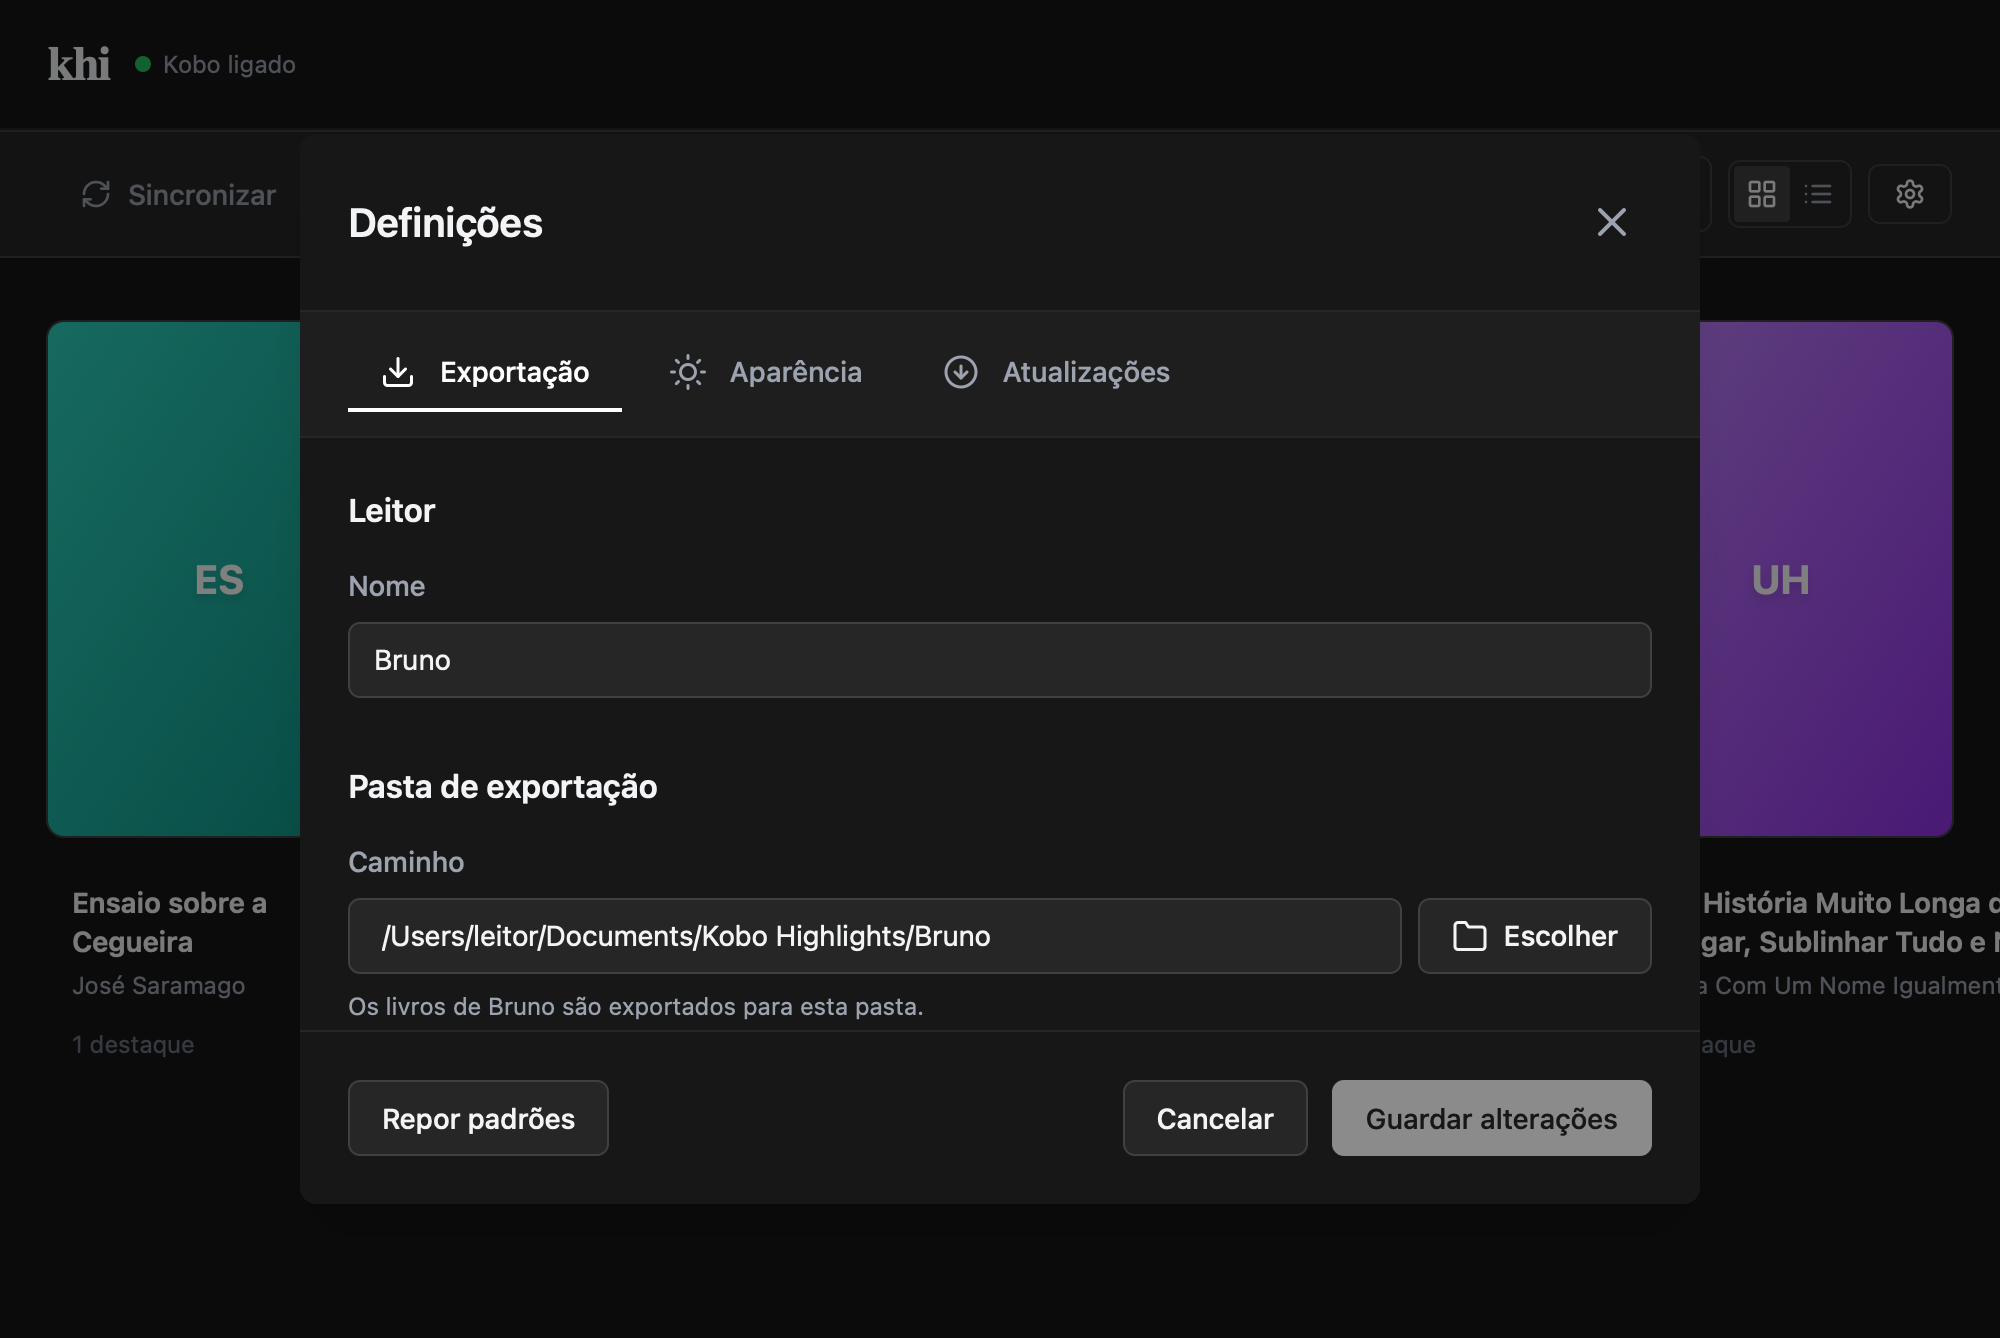 khi
Kobo ligado
Sincronizar
Definições
Exportação
Aparência
Atualizações
Leitor
Nome
Bruno
Pasta de exportação
Caminho
/Users/leitor/Documents/Kobo Highlights/Bruno
Escolher
Os livros de Bruno são exportados para esta pasta.
Repor padrões
Cancelar
Guardar alterações
ES
Ensaio sobre a
Cegueira
José Saramago
1 destaque
UH
História Muito Longa
gar, Sublinhar Tudo e
a Com Um Nome Igualment
aque